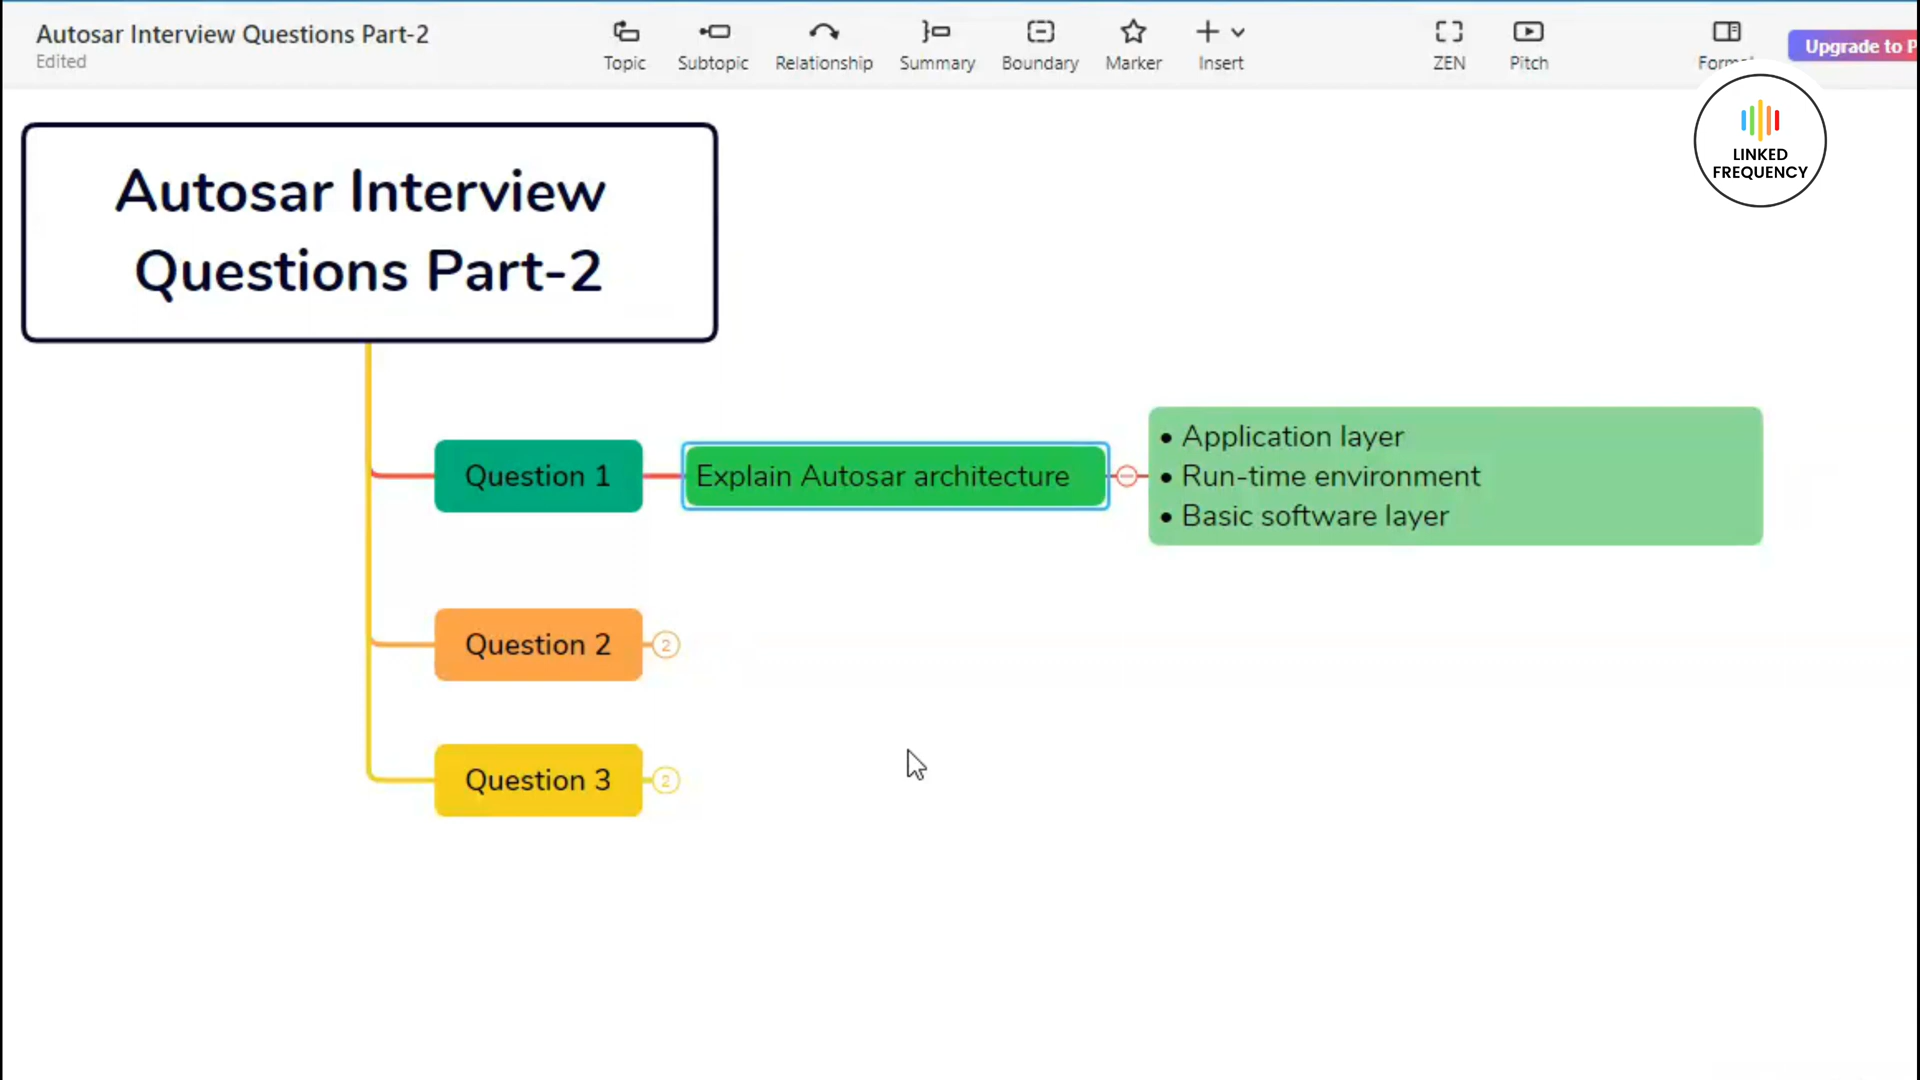 Autosar Interview Questions Part-2
Edited
Topic
Subtopic
Relationship
Summary
Boundary
Marker
Insert
ZEN
Pitch
Upgrade to P
LINKED
FREQUENCY
Autosar Interview
Questions Part-2
Question 1
Explain Autosar architecture
• Application layer
• Run-time environment
• Basic software layer
Question 2
2
Question 3
2